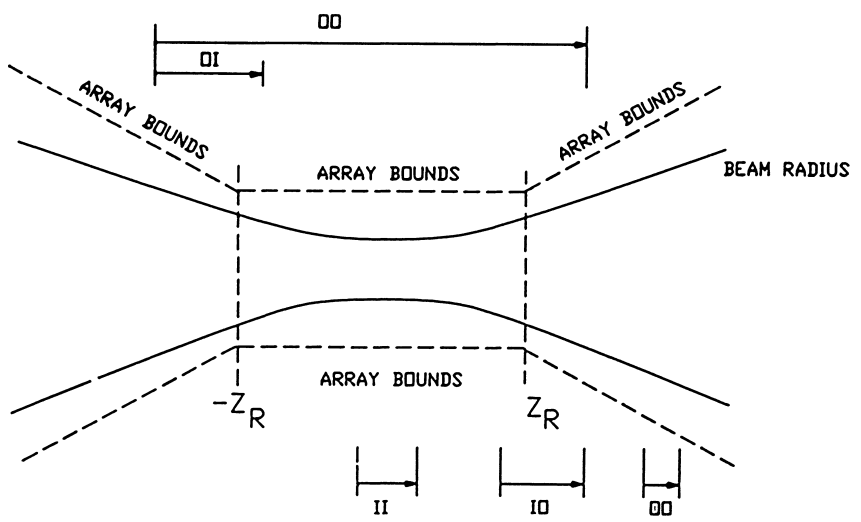 OO
OI
ARRAY BOUNDS
ARRAY BOUNDS
ARRAY BOUNDS
BEAM RADIUS
ARRAY BOUNDS
-Z_R
Z_R
II
IO
OO